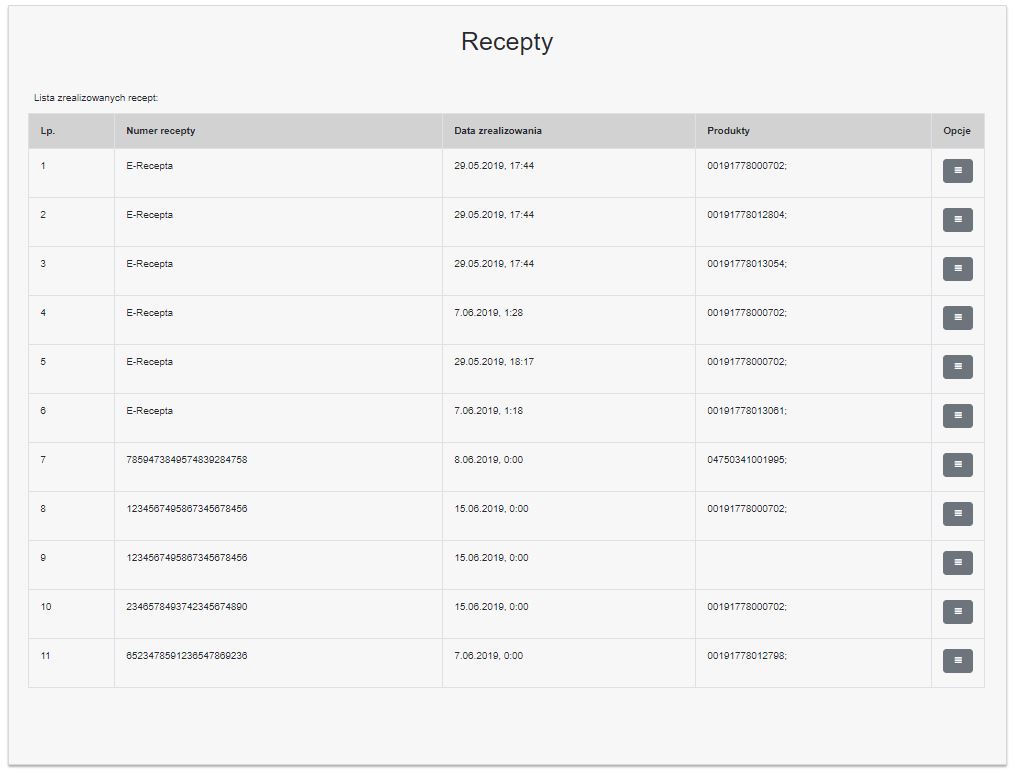 Recepty
Lista zrealizowanych recept:
Lp. Numer recepty Data zrealizowania Produkty Opcje
1 E-Recepta 29.05.2019, 17:44 00191778000702;
2 E-Recepta 29.05.2019, 17:44 00191778012804;
3 E-Recepta 29.05.2019, 17:44 00191778013054;
4 E-Recepta 7.06.2019, 1:28 00191778000702;
5 E-Recepta 29.05.2019, 18:17 00191778000702;
6 E-Recepta 7.06.2019, 1:18 00191778013061;
7 7859473849574839284758 8.06.2019, 0:00 04750341001995;
8 1234567495867345678456 15.06.2019, 0:00 00191778000702;
9 1234567495867345678456 15.06.2019, 0:00
10 2346578493742345674890 15.06.2019, 0:00 00191778000702;
11 6523478591236547869236 7.06.2019, 0:00 00191778012798;